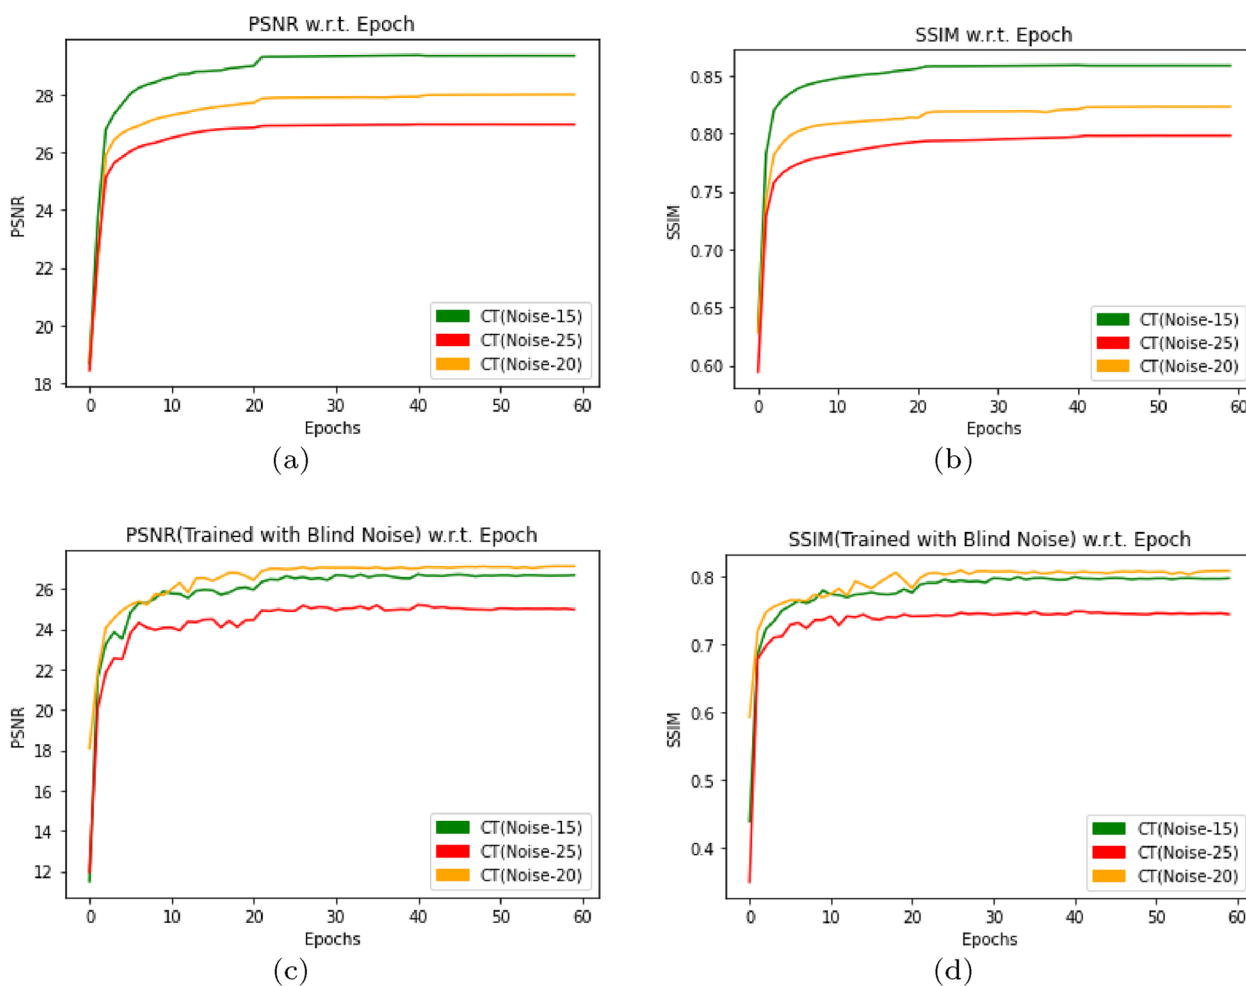 PSNR w.r.t. Epoch
PSNR
28
26
24
22
20
18
0 10 20 30 40 50 60
Epochs
CT(Noise-15)
CT(Noise-25)
CT(Noise-20)
(a)
SSIM w.r.t. Epoch
SSIM
0.85
0.80
0.75
0.70
0.65
0.60
0 10 20 30 40 50 60
Epochs
CT(Noise-15)
CT(Noise-25)
CT(Noise-20)
(b)
PSNR(Trained with Blind Noise) w.r.t. Epoch
PSNR
26
24
22
20
18
16
14
12
0 10 20 30 40 50 60
Epochs
CT(Noise-15)
CT(Noise-25)
CT(Noise-20)
(c)
SSIM(Trained with Blind Noise) w.r.t. Epoch
SSIM
0.8
0.7
0.6
0.5
0.4
0 10 20 30 40 50 60
Epochs
CT(Noise-15)
CT(Noise-25)
CT(Noise-20)
(d)